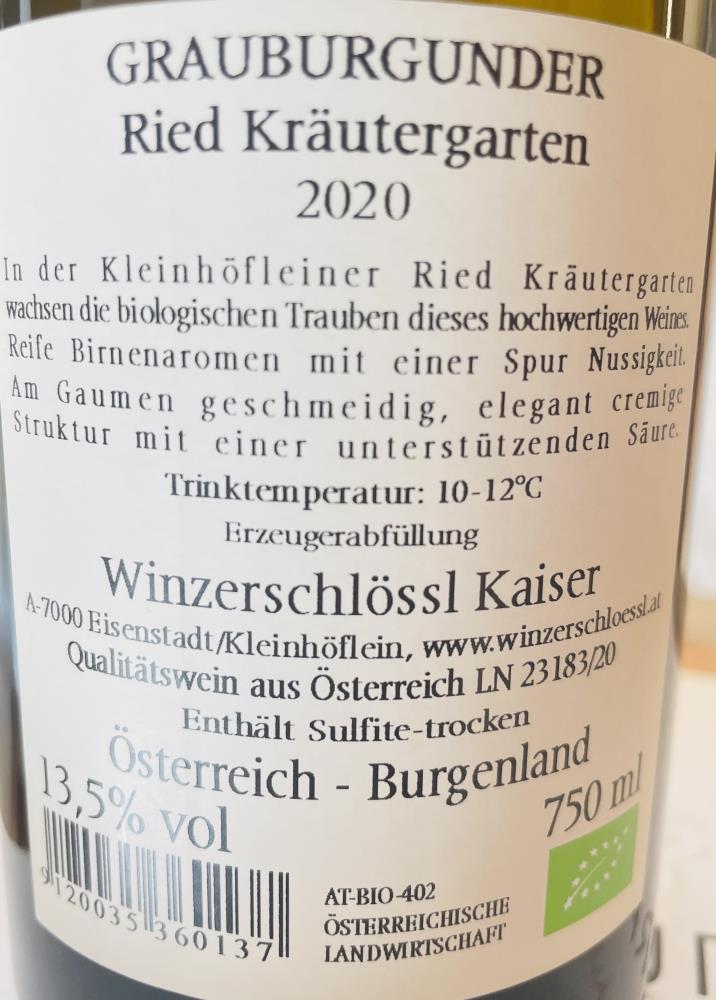 GRAUBURGUNDER
Ried Kräutergarten
2020
In der Kleinhöfleiner Ried Kräutergarten
wachsen die biologischen Trauben dieses hochwertigen Weines.
Reife Birnenaromen mit einer Spur Nussigkeit.
Am Gaumen geschmeidig, elegant cremige
Struktur mit einer unterstützenden Säure.
Trinktemperatur: 10-12°C
Erzeugerabfüllung
Winzerschlössl Kaiser
A-7000 Eisenstadt/Kleinhöflein, www.winzerschloessl.at
Qualitätswein aus Österreich LN 23183/20
Enthält Sulfite-trocken
Österreich - Burgenland
13,5% vol
750 ml
9120035360137
AT-BIO-402
ÖSTERREICHISCHE
LANDWIRTSCHAFT